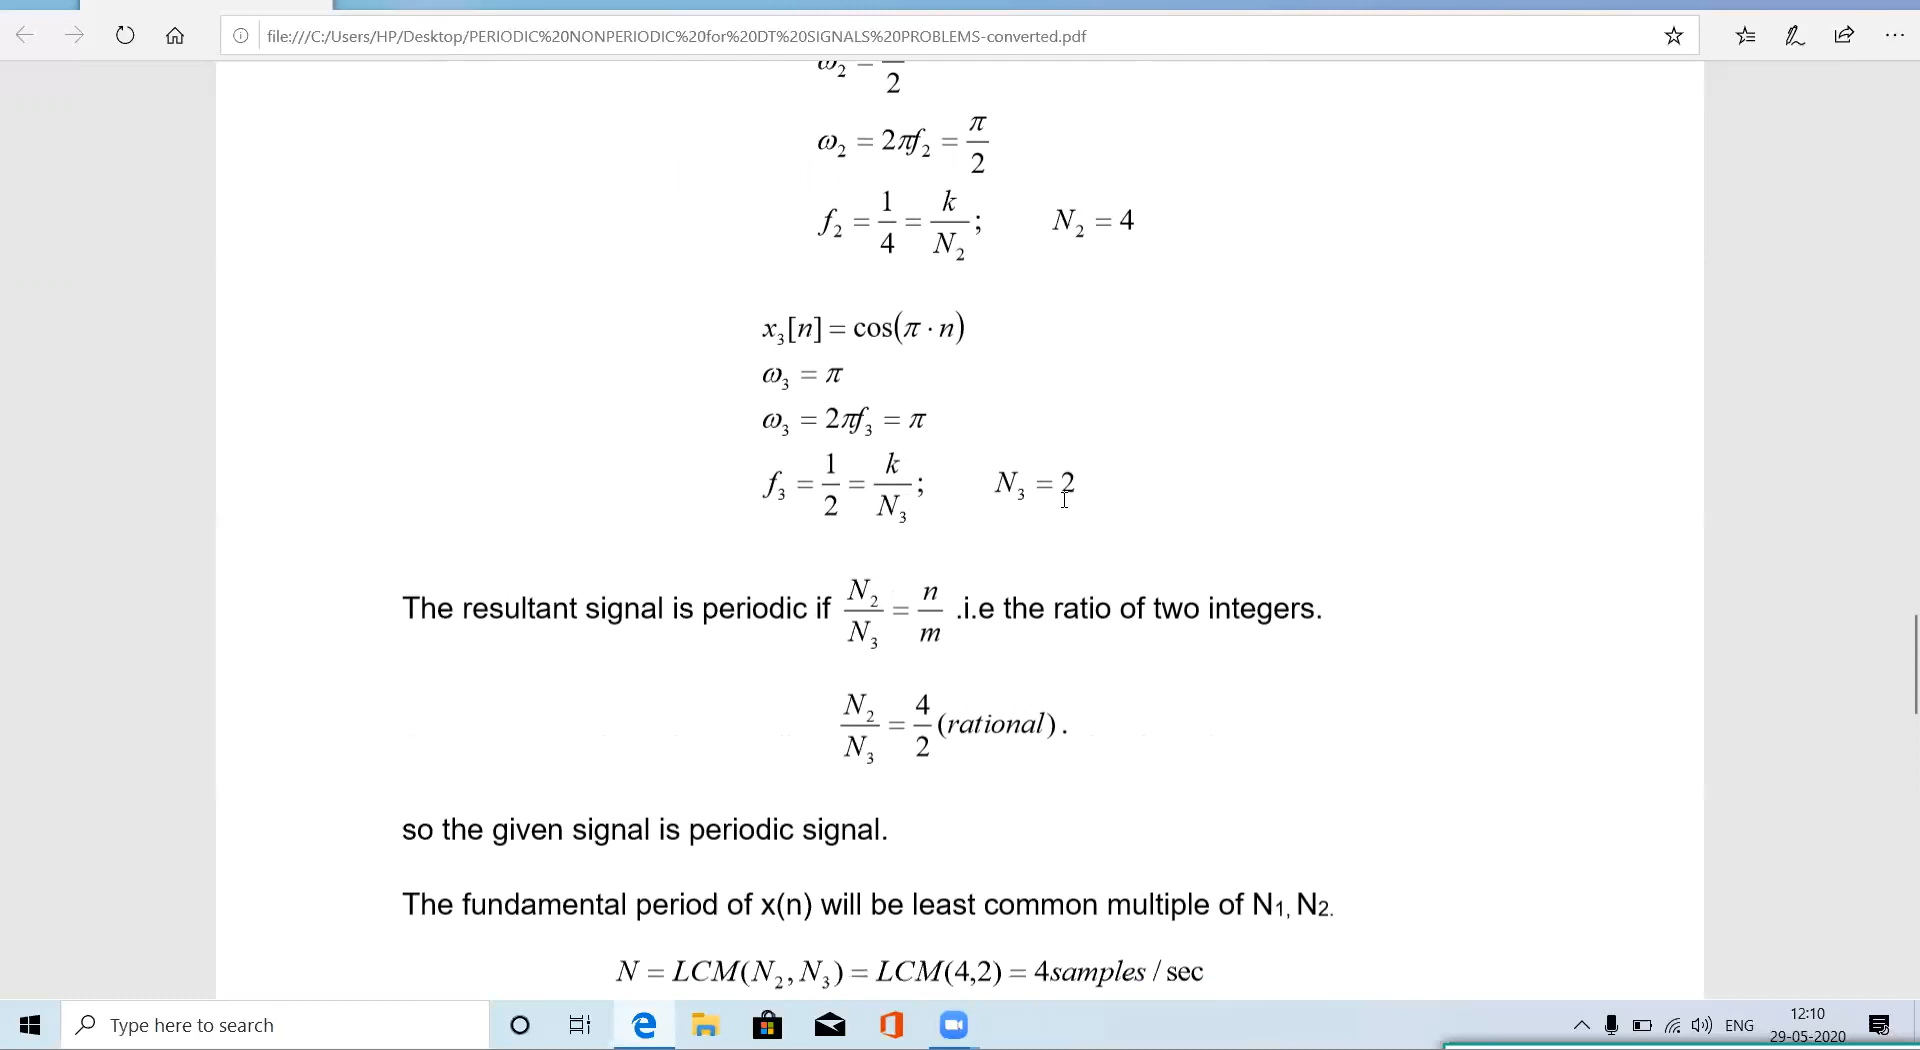 file:///C:/Users/HP/Desktop/PERIODIC%20NONPERIODIC%20for%20DT%20SIGNALS%20PROBLEMS-converted.pdf
ω₂ = —/2
ω₂ = 2πf₂ = π/2
f₂ = 1/4 = k/N₂; N₂ = 4
x₃[n] = cos(π · n)
ω₃ = π
ω₃ = 2πf₃ = π
f₃ = 1/2 = k/N₃; N₃ = 2
The resultant signal is periodic if N₂/N₃ = n/m .i.e the ratio of two integers.
N₂/N₃ = 4/2 (rational).
so the given signal is periodic signal.
The fundamental period of x(n) will be least common multiple of N₁, N₂.
N = LCM(N₂, N₃) = LCM(4,2) = 4samples / sec
Type here to search
ENG
12:10
29-05-2020